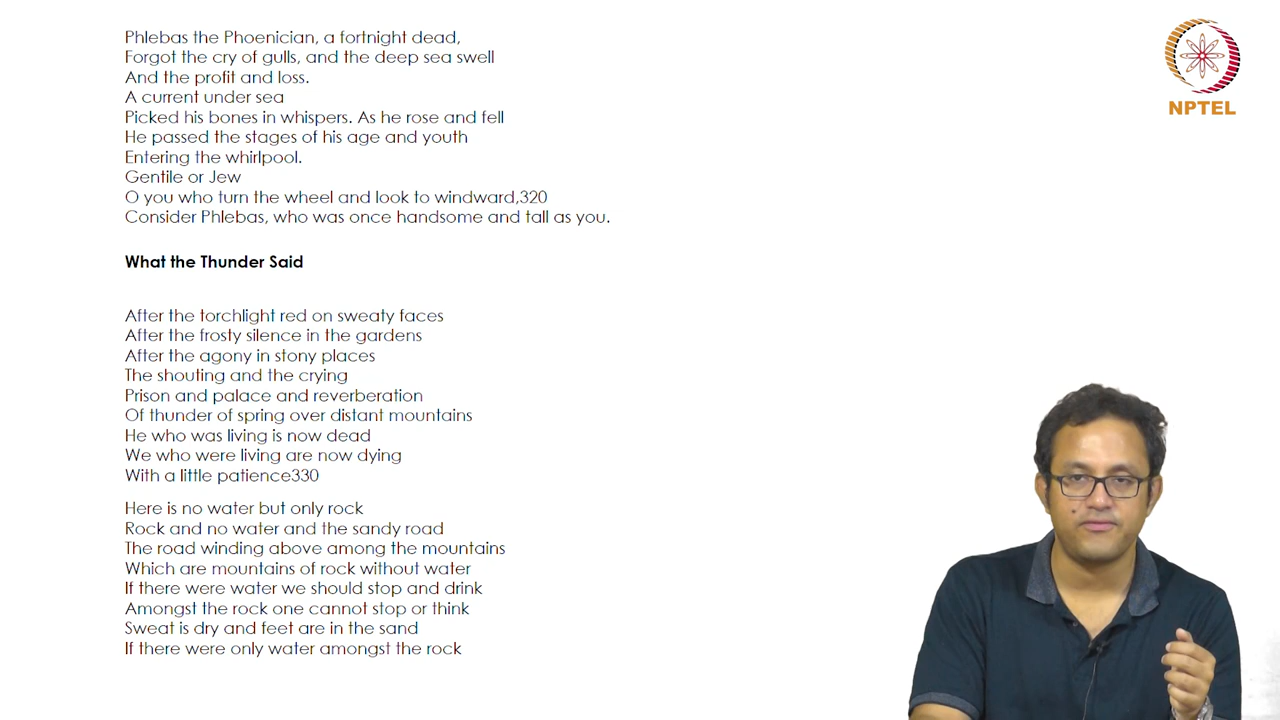 Phlebas the Phoenician, a fortnight dead,
Forgot the cry of gulls, and the deep sea swell
And the profit and loss.
A current under sea
Picked his bones in whispers. As he rose and fell
He passed the stages of his age and youth
Entering the whirlpool.
Gentile or Jew
O you who turn the wheel and look to windward,320
Consider Phlebas, who was once handsome and tall as you.
What the Thunder Said
After the torchlight red on sweaty faces
After the frosty silence in the gardens
After the agony in stony places
The shouting and the crying
Prison and palace and reverberation
Of thunder of spring over distant mountains
He who was living is now dead
We who were living are now dying
With a little patience330
Here is no water but only rock
Rock and no water and the sandy road
The road winding above among the mountains
Which are mountains of rock without water
If there were water we should stop and drink
Amongst the rock one cannot stop or think
Sweat is dry and feet are in the sand
If there were only water amongst the rock
NPTEL